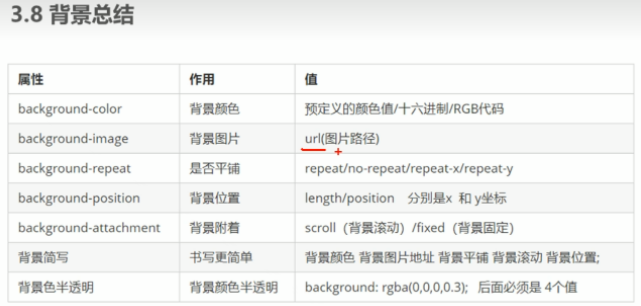 3.8 背景总结
属性 作用 值
background-color 背景颜色 预定义的颜色值/十六进制/RGB代码
background-image 背景图片 url(图片路径)
background-repeat 是否平铺 repeat/no-repeat/repeat-x/repeat-y
background-position 背景位置 length/position 分别是x 和 y坐标
background-attachment 背景附着 scroll（背景滚动）/fixed（背景固定）
背景简写 书写更简单 背景颜色 背景图片地址 背景平铺 背景滚动 背景位置;
背景色半透明 背景颜色半透明 background: rgba(0,0,0,0.3); 后面必须是 4个值